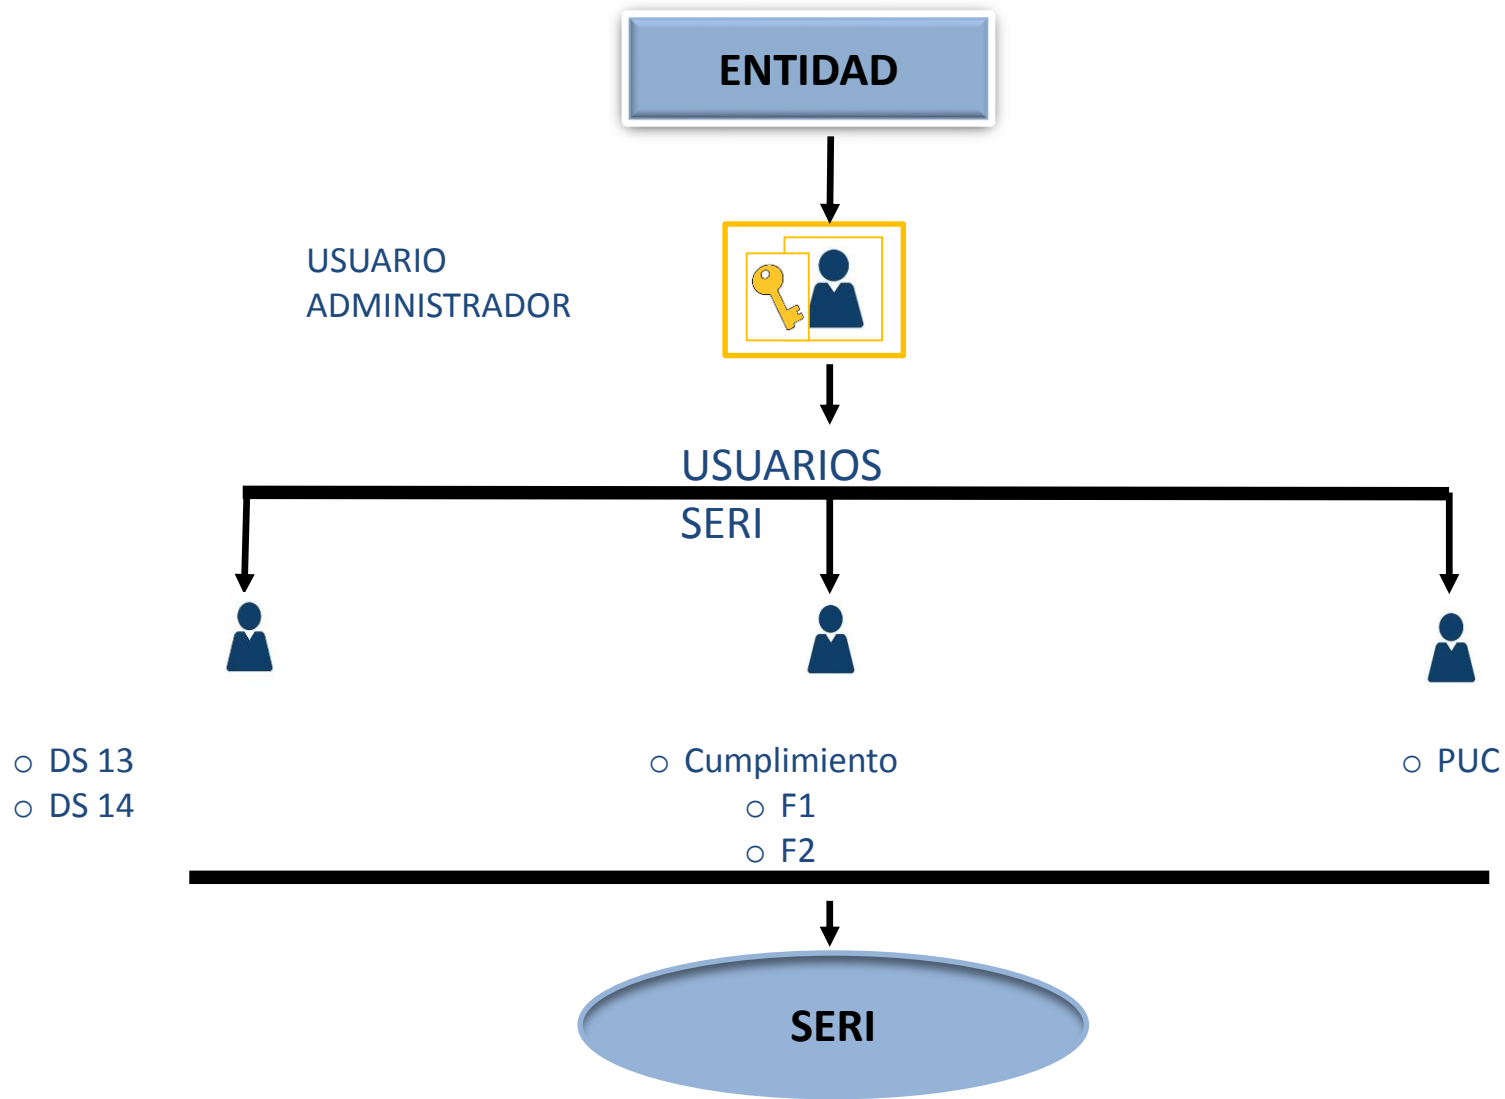 ENTIDAD
USUARIO
ADMINISTRADOR
USUARIOS
SERI
o DS 13
o DS 14
o Cumplimiento
o F1
o F2
o PUC
SERI